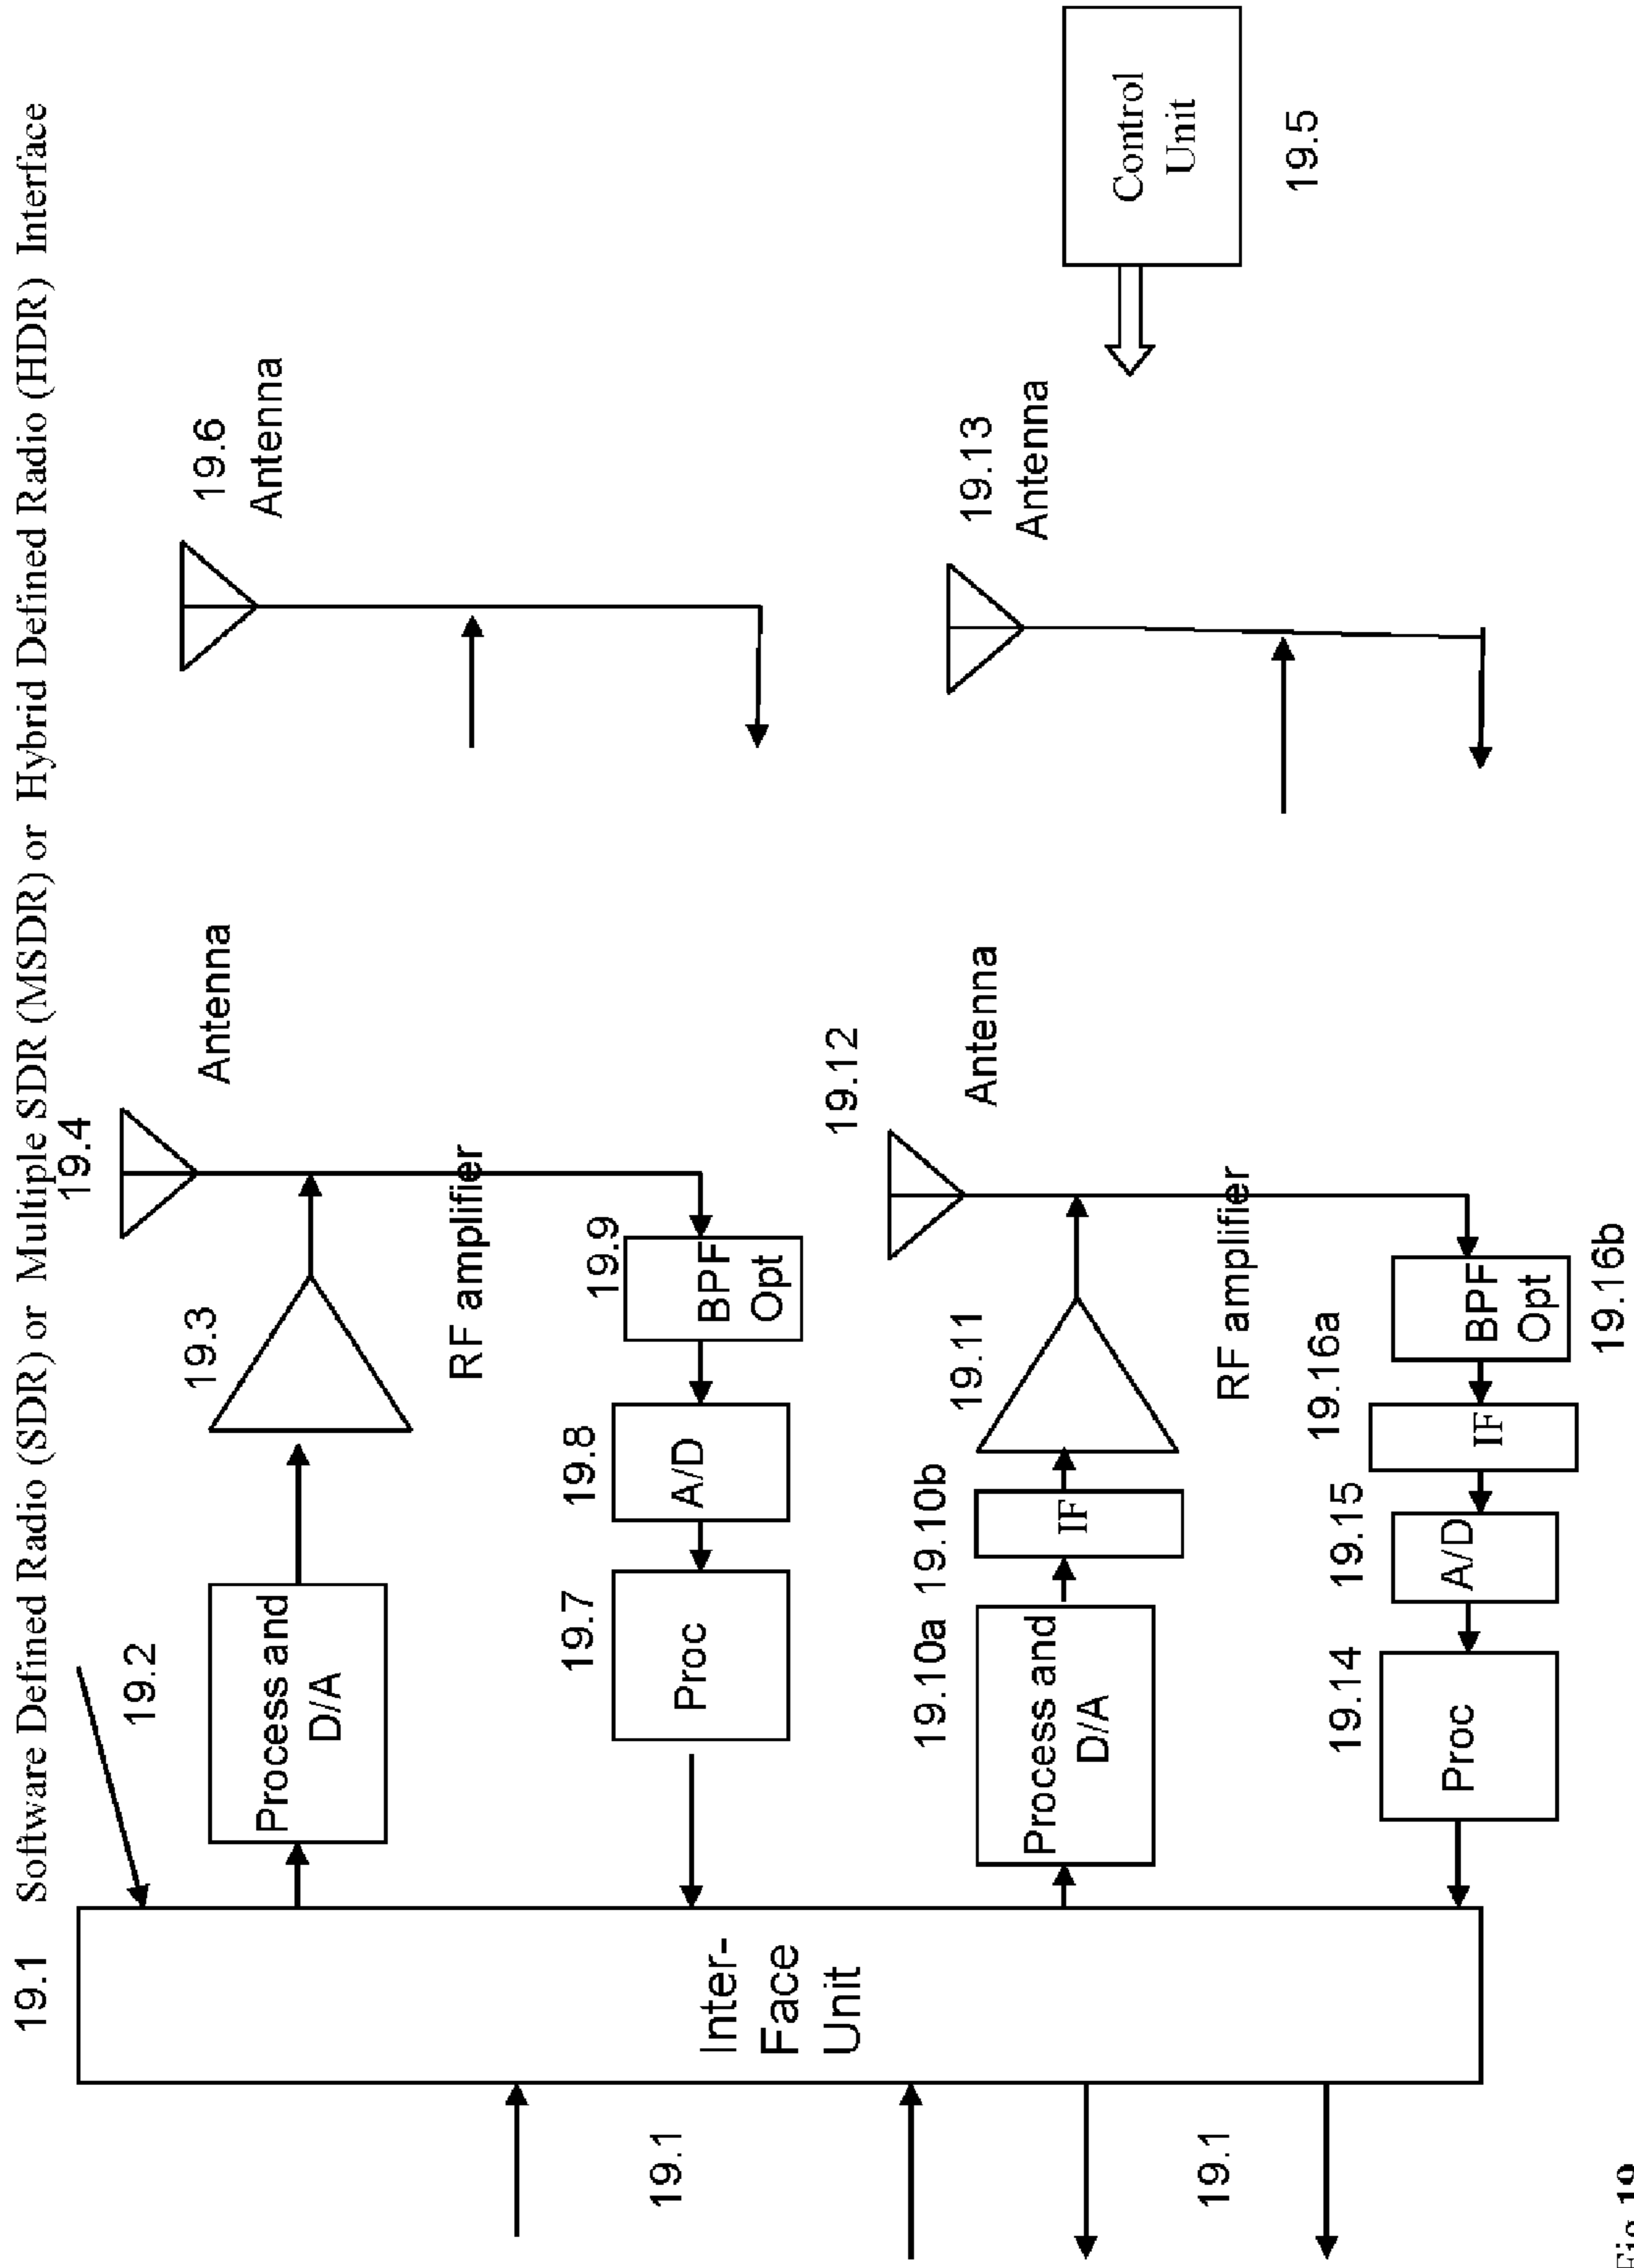 19.1 Software Defined Radio (SDR) or Multiple SDR (MSDR) or Hybrid Defined Radio (HDR) Interface
19.4
19.2
19.3
Antenna
19.6
Antenna
Process and
D/A
RF amplifier
19.7
19.8
19.9
Proc
A/D
BPF
Opt
Inter-
Face
Unit
19.12
19.10a
19.10b
19.11
Antenna
19.13
Antenna
Process and
D/A
IF
RF amplifier
Control
Unit
19.5
19.14
19.15
19.16a
Proc
A/D
IF
BPF
Opt
19.16b
19.1
19.1
Fig 19